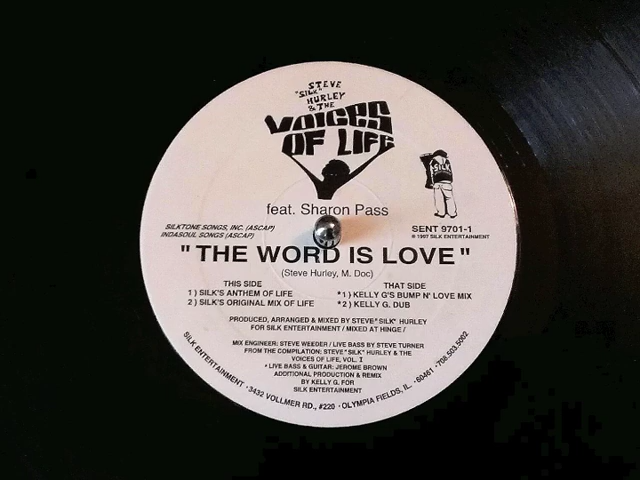 STEVE
"SILK"
HURLEY
& THE
VOICES
OF LIFE
feat. Sharon Pass
SILK
SILKTONE SONGS, INC. (ASCAP)
INDASOUL SONGS (ASCAP)
SENT 9701-1
℗ 1997 SILK ENTERTAINMENT
"THE WORD IS LOVE"
(Steve Hurley, M. Doc)
THIS SIDE
1 ) SILK'S ANTHEM OF LIFE
2 ) SILK'S ORIGINAL MIX OF LIFE
THAT SIDE
*1 ) KELLY G'S BUMP N' LOVE MIX
*2 ) KELLY G. DUB
PRODUCED, ARRANGED & MIXED BY STEVE "SILK" HURLEY
FOR SILK ENTERTAINMENT / MIXED AT HINGE /
MIX ENGINEER: STEVE WEEDER / LIVE BASS BY STEVE TURNER
FROM THE COMPILATION: STEVE "SILK" HURLEY & THE
VOICES OF LIFE, VOL. I
* LIVE BASS & GUITAR: JEROME BROWN
ADDITIONAL PRODUCTION & REMIX
BY KELLY G. FOR
SILK ENTERTAINMENT
SILK ENTERTAINMENT · 3432 VOLLMER RD., #220 · OLYMPIA FIELDS, IL. · 60461 · 708.503.5002